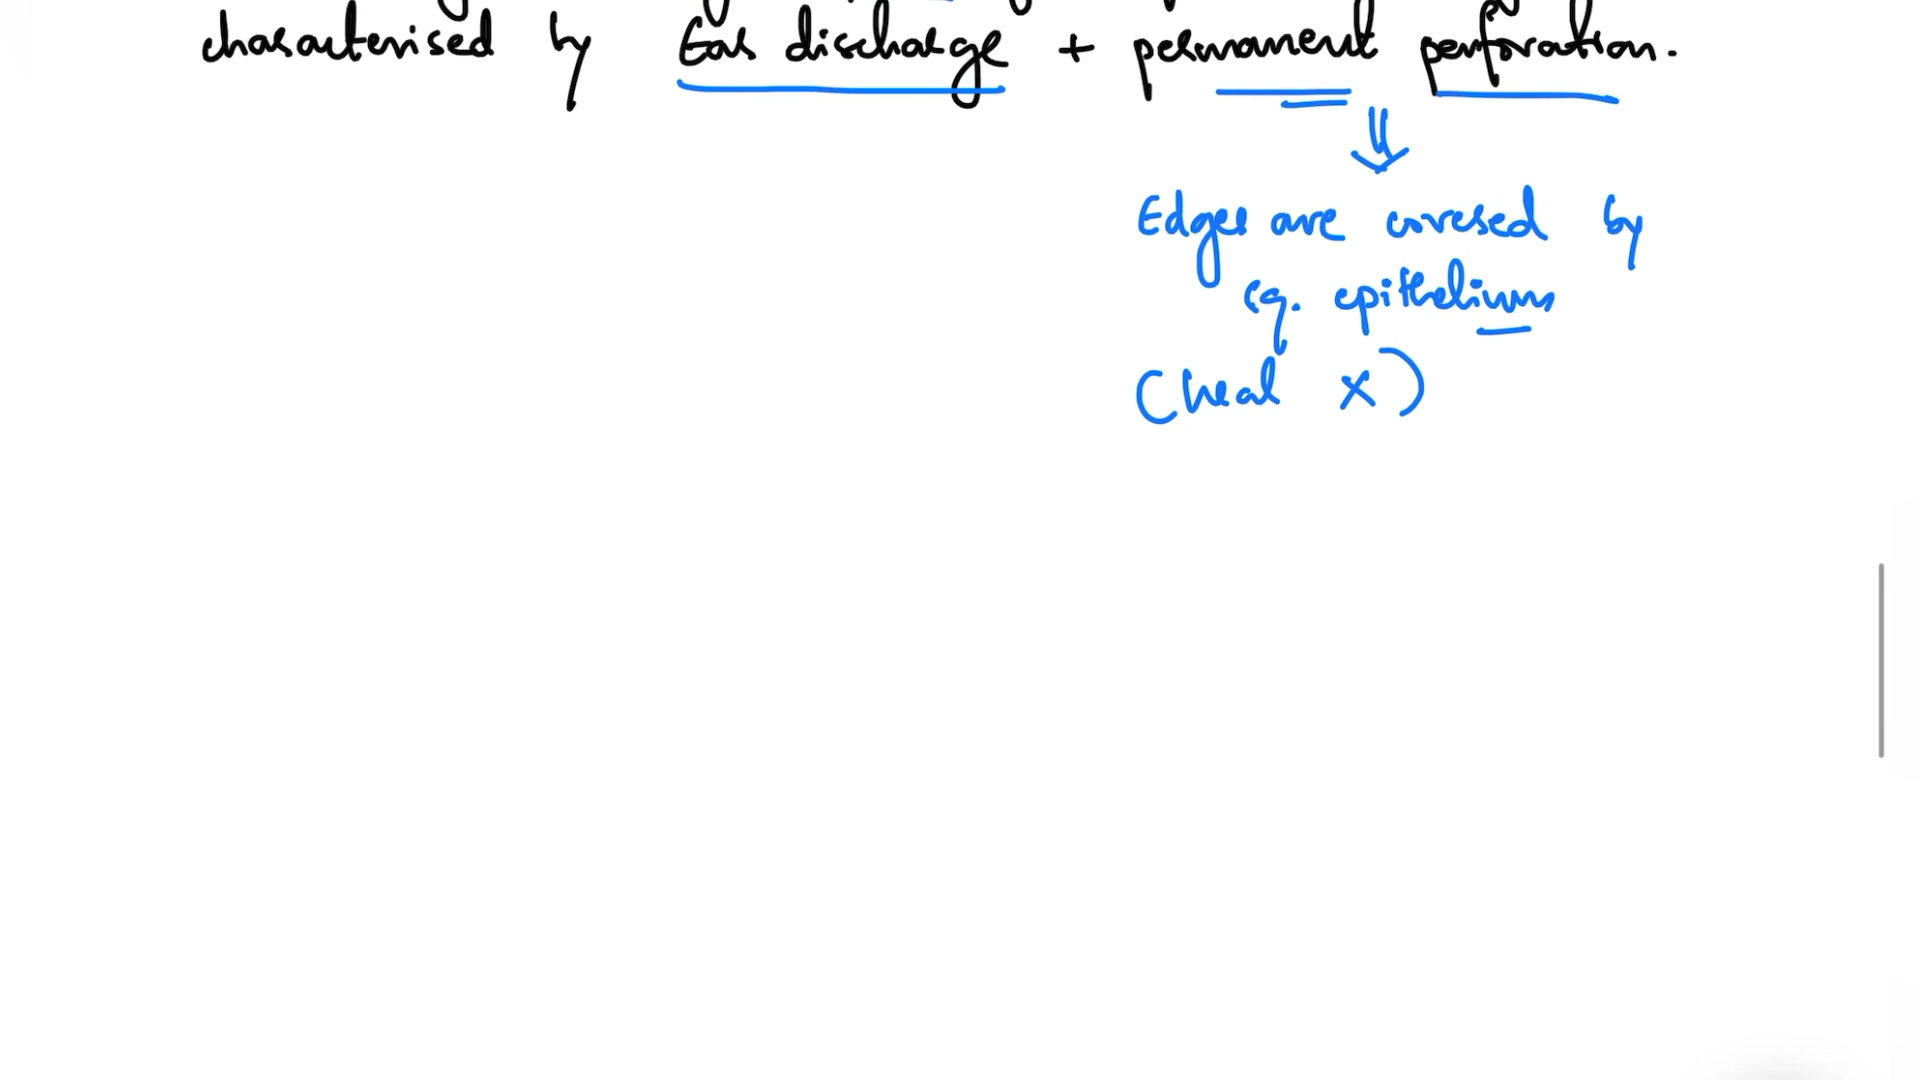 characterised by Ear discharge + permanent perforation.
Edges are covered by
sq. epithelium
(heal x)